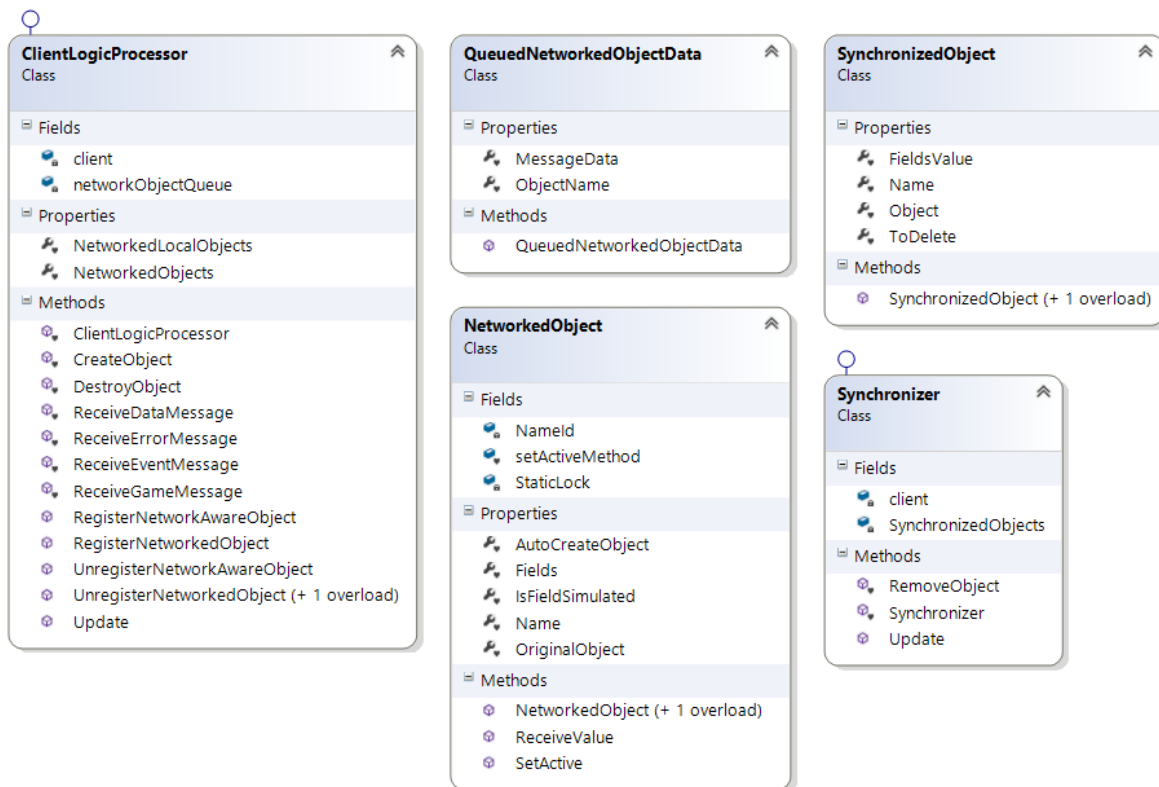 ClientLogicProcessor
Class
Fields
client
networkObjectQueue
Properties
NetworkedLocalObjects
NetworkedObjects
Methods
ClientLogicProcessor
CreateObject
DestroyObject
ReceiveDataMessage
ReceiveErrorMessage
ReceiveEventMessage
ReceiveGameMessage
RegisterNetworkAwareObject
RegisterNetworkedObject
UnregisterNetworkAwareObject
UnregisterNetworkedObject (+ 1 overload)
Update
QueuedNetworkedObjectData
Class
Properties
MessageData
ObjectName
Methods
QueuedNetworkedObjectData
NetworkedObject
Class
Fields
NameId
setActiveMethod
StaticLock
Properties
AutoCreateObject
Fields
IsFieldSimulated
Name
OriginalObject
Methods
NetworkedObject (+ 1 overload)
ReceiveValue
SetActive
SynchronizedObject
Class
Properties
FieldsValue
Name
Object
ToDelete
Methods
SynchronizedObject (+ 1 overload)
Synchronizer
Class
Fields
client
SynchronizedObjects
Methods
RemoveObject
Synchronizer
Update